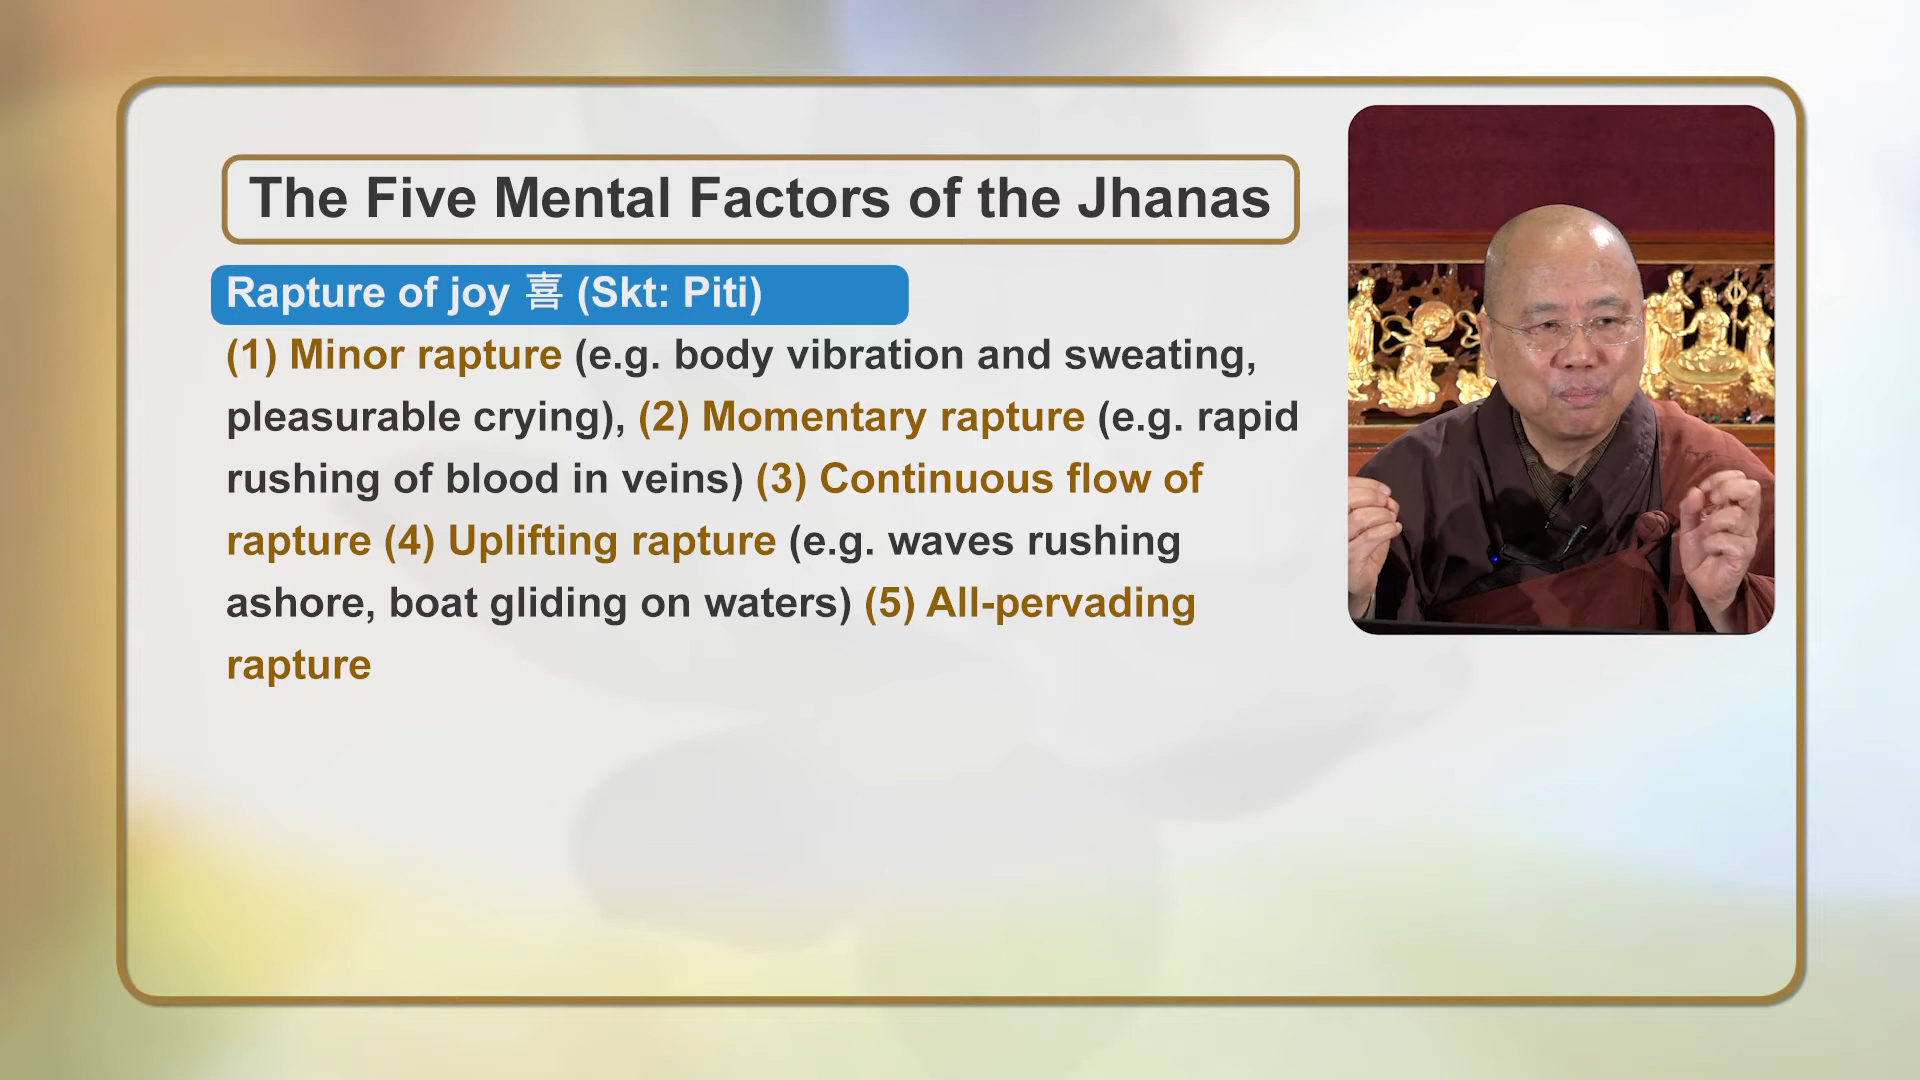 The Five Mental Factors of the Jhanas
Rapture of joy 喜 (Skt: Piti)
(1) Minor rapture (e.g. body vibration and sweating,
pleasurable crying), (2) Momentary rapture (e.g. rapid
rushing of blood in veins) (3) Continuous flow of
rapture (4) Uplifting rapture (e.g. waves rushing
ashore, boat gliding on waters) (5) All-pervading
rapture